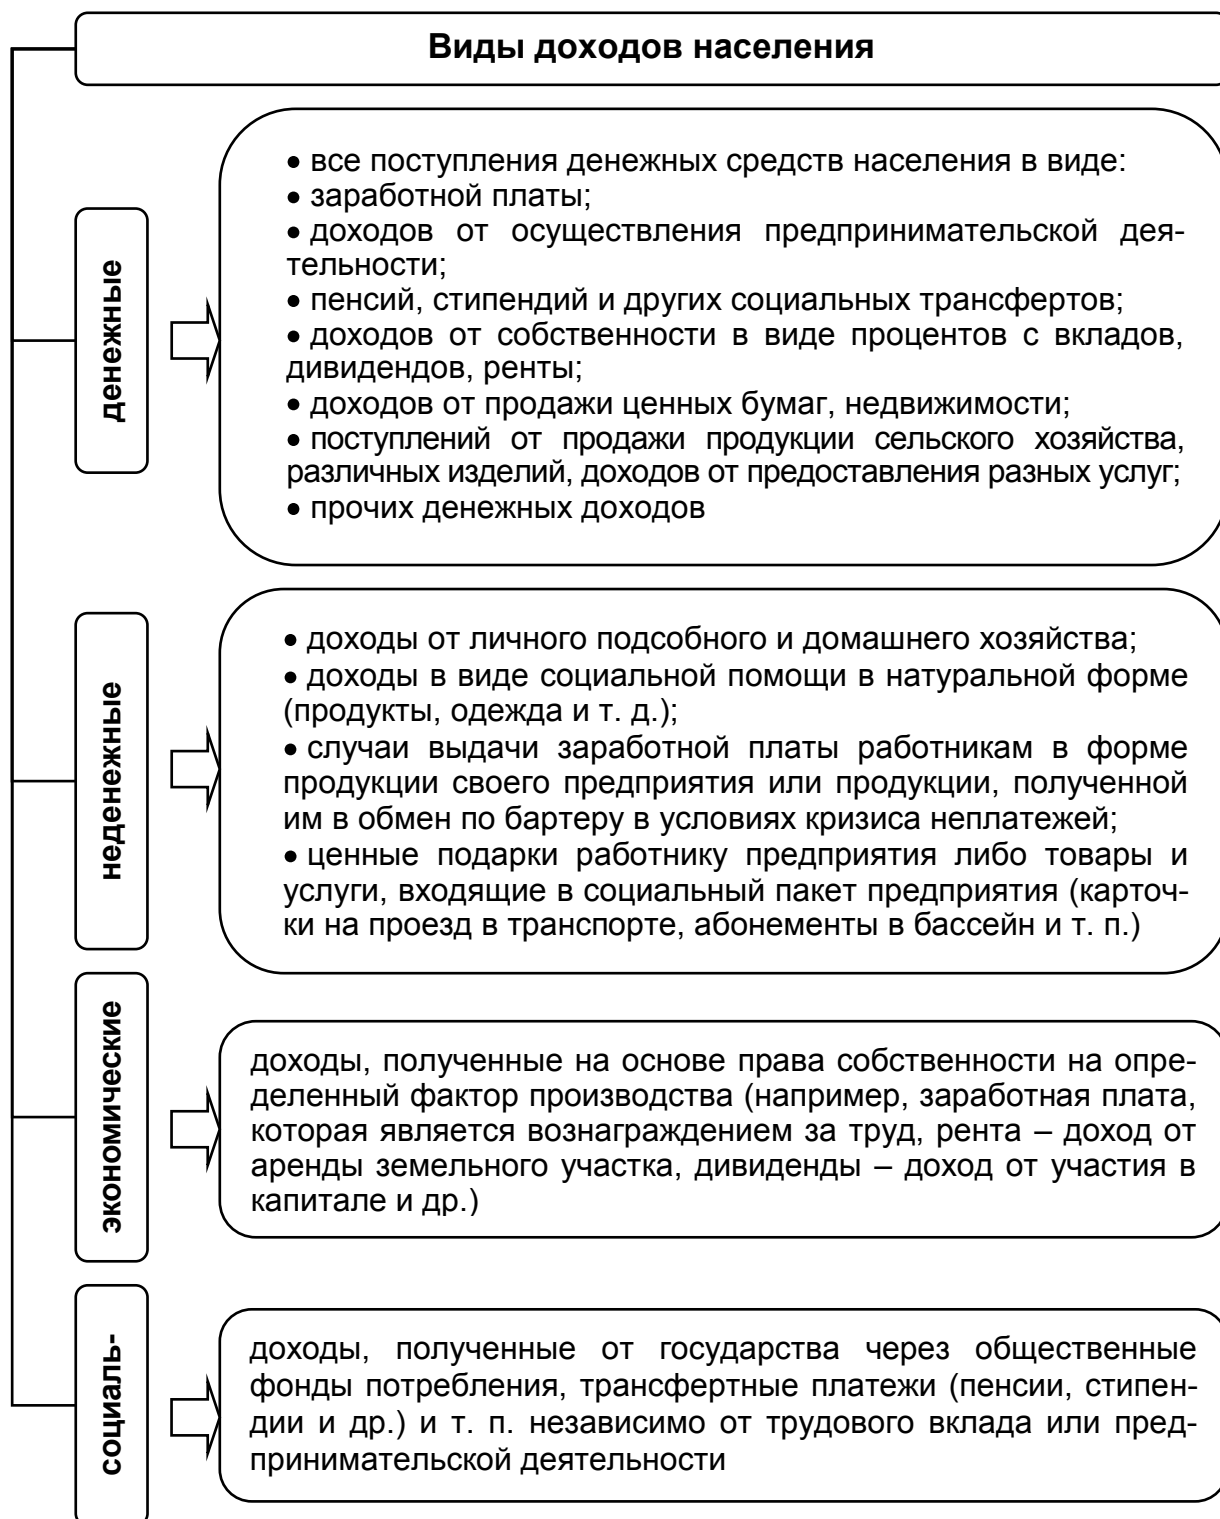 Виды доходов населения
денежные
• все поступления денежных средств населения в виде:
• заработной платы;
• доходов от осуществления предпринимательской дея-
тельности;
• пенсий, стипендий и других социальных трансфертов;
• доходов от собственности в виде процентов с вкладов,
дивидендов, ренты;
• доходов от продажи ценных бумаг, недвижимости;
• поступлений от продажи продукции сельского хозяйства,
различных изделий, доходов от предоставления разных услуг;
• прочих денежных доходов
неденежные
• доходы от личного подсобного и домашнего хозяйства;
• доходы в виде социальной помощи в натуральной форме
(продукты, одежда и т. д.);
• случаи выдачи заработной платы работникам в форме
продукции своего предприятия или продукции, полученной
им в обмен по бартеру в условиях кризиса неплатежей;
• ценные подарки работнику предприятия либо товары и
услуги, входящие в социальный пакет предприятия (карточ-
ки на проезд в транспорте, абонементы в бассейн и т. п.)
экономические
доходы, полученные на основе права собственности на опре-
деленный фактор производства (например, заработная плата,
которая является вознаграждением за труд, рента – доход от
аренды земельного участка, дивиденды – доход от участия в
капитале и др.)
социаль-
доходы, полученные от государства через общественные
фонды потребления, трансфертные платежи (пенсии, стипен-
дии и др.) и т. п. независимо от трудового вклада или пред-
принимательской деятельности